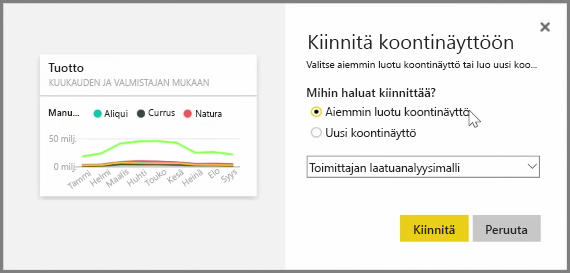 Tuotto
KUUKAUDEN JA VALMISTAJAN MUKAAN
Manu... Aliqui Currus Natura
50 milj.
0 milj.
Tammi Helmi Maalis Huhti Touko Kesä Heinä Elo Syys
Kiinnitä koontinäyttöön
Valitse aiemmin luotu koontinäyttö tai luo uusi koo...
Mihin haluat kiinnittää?
Aiemmin luotu koontinäyttö
Uusi koontinäyttö
Toimittajan laatuanalyysimalli
Kiinnitä Peruuta